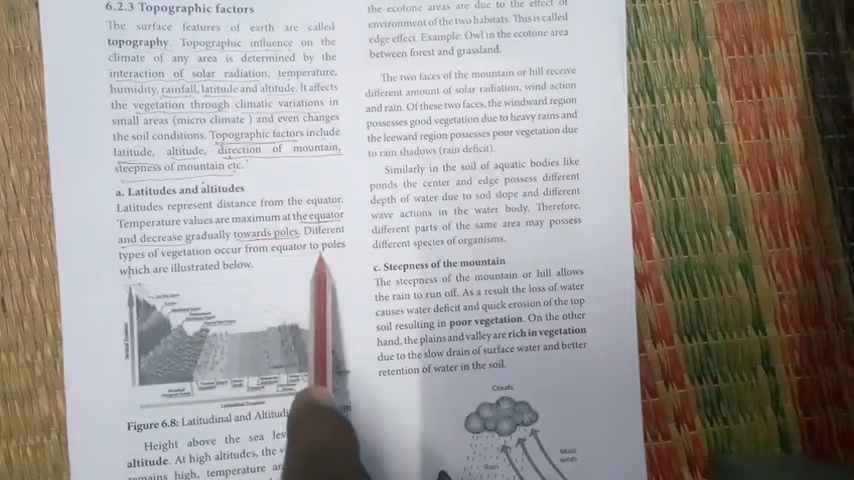 6.2.3 Topographic factors
The surface features of earth are called
topography. Topographic influence on the
climate of any area is determined by the
interaction of solar radiation, temperature,
humidity, rainfall, latitude and altitude. It affects
the vegetation through climatic variations in
small areas (micro climate ) and even changes
the soil conditions. Topographic factors include
latitude, altitude, direction of mountain,
steepness of mountain etc.
a. Latitudes and altitudes
Latitudes represent distance from the equator.
Temperature values are maximum at the equator
and decrease gradually towards poles. Different
types of vegetation occur from equator to poles
which are illustrated below.
Figure 6.8: Latitudinal and
Height above the sea
altitude. At high altitudes, the
remains high, temperature
the ecotone areas are due to the effect of
environment of the two habitats. This is called
edge effect. Example: Owl in the ecotone area
between forest and grassland.
The two faces of the mountain or hill receive
different amount of solar radiation, wind action
and rain. Of these two faces, the windward region
possesses good vegetation due to heavy rains and
the leeward region possesses poor vegetation due
to rain shadows (rain deficit).
Similarly in the soil of aquatic bodies like
ponds the center and edge possess different
depth of water due to soil slope and different
wave actions in the water body. Therefore,
different parts of the same area may possess
different species of organisms.
c. Steepness of the mountain
The steepness of the mountain or hill allows
the rain to run off. As a result the loss of water
causes water deficit and quick erosion of the top
soil resulting in poor vegetation. On the other
hand, the plains and valley are rich in vegetation
due to the slow drain of surface water and better
retention of water in the soil.
Clouds
Rain
Moist
winds